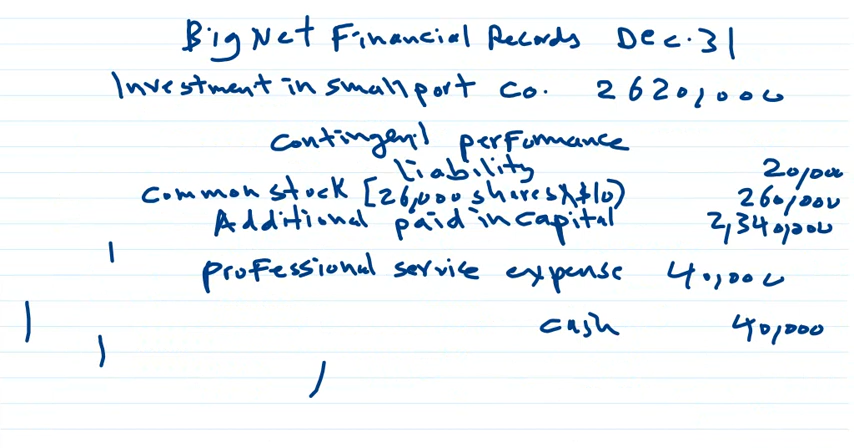 BigNet Financial Records Dec.31
Investment in smallport co. 2620,000
contingent performance
liability 20,000
common stock [26,000 shares X $10) 260,000
Additional paid in capital 2,340,000
professional service expense 40,000
cash 40,000